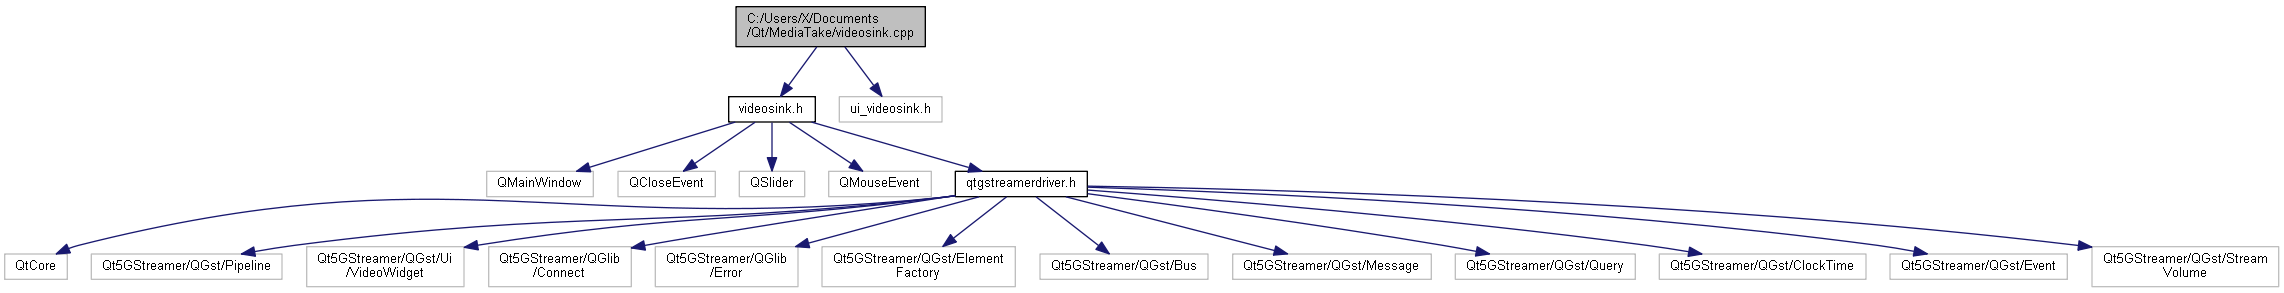 C:/Users/X/Documents
/Qt/MediaTake/videosink.cpp
videosink.h
ui_videosink.h
QMainWindow
QCloseEvent
QSlider
QMouseEvent
qtgstreamerdriver.h
QtCore
Qt5GStreamer/QGst/Pipeline
Qt5GStreamer/QGst/Ui
/VideoWidget
Qt5GStreamer/QGlib
/Connect
Qt5GStreamer/QGlib
/Error
Qt5GStreamer/QGst/Element
Factory
Qt5GStreamer/QGst/Bus
Qt5GStreamer/QGst/Message
Qt5GStreamer/QGst/Query
Qt5GStreamer/QGst/ClockTime
Qt5GStreamer/QGst/Event
Qt5GStreamer/QGst/Stream
Volume